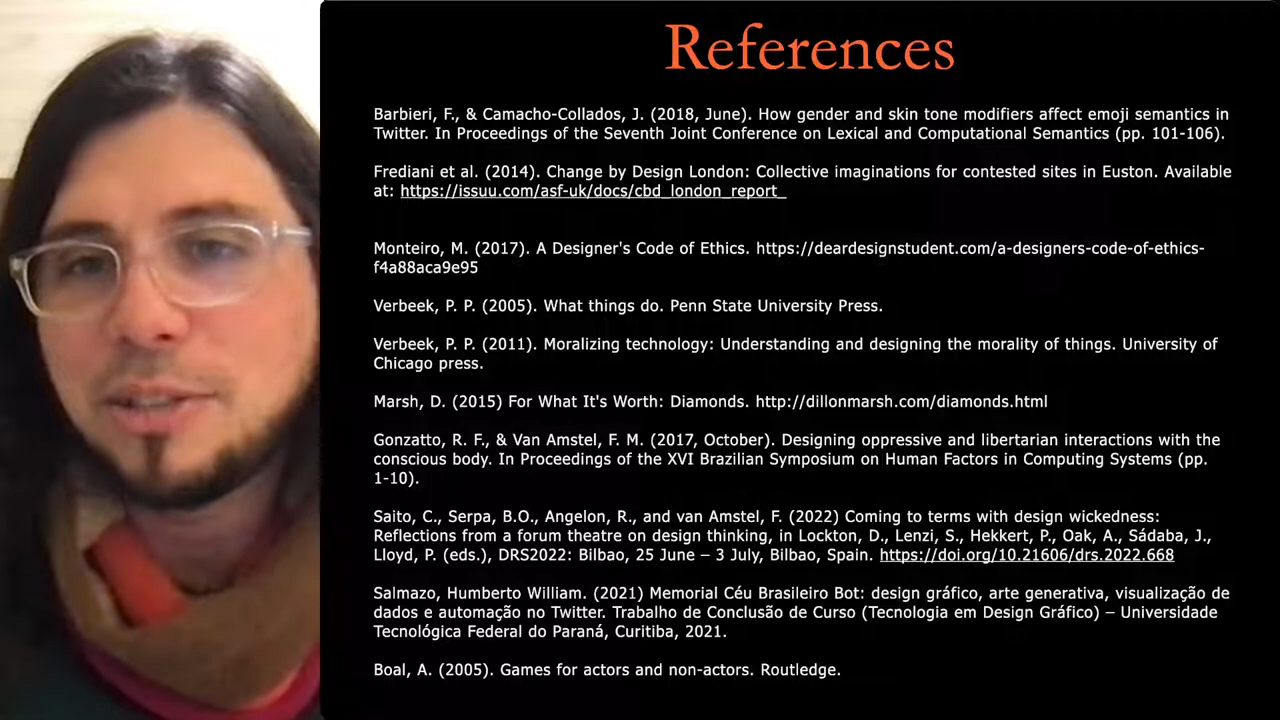 References
Barbieri, F., & Camacho-Collados, J. (2018, June). How gender and skin tone modifiers affect emoji semantics in
Twitter. In Proceedings of the Seventh Joint Conference on Lexical and Computational Semantics (pp. 101-106).
Frediani et al. (2014). Change by Design London: Collective imaginations for contested sites in Euston. Available
at: https://issuu.com/asf-uk/docs/cbd_london_report_
Monteiro, M. (2017). A Designer's Code of Ethics. https://deardesignstudent.com/a-designers-code-of-ethics-
f4a88aca9e95
Verbeek, P. P. (2005). What things do. Penn State University Press.
Verbeek, P. P. (2011). Moralizing technology: Understanding and designing the morality of things. University of
Chicago press.
Marsh, D. (2015) For What It's Worth: Diamonds. http://dillonmarsh.com/diamonds.html
Gonzatto, R. F., & Van Amstel, F. M. (2017, October). Designing oppressive and libertarian interactions with the
conscious body. In Proceedings of the XVI Brazilian Symposium on Human Factors in Computing Systems (pp.
1-10).
Saito, C., Serpa, B.O., Angelon, R., and van Amstel, F. (2022) Coming to terms with design wickedness:
Reflections from a forum theatre on design thinking, in Lockton, D., Lenzi, S., Hekkert, P., Oak, A., Sádaba, J.,
Lloyd, P. (eds.), DRS2022: Bilbao, 25 June – 3 July, Bilbao, Spain. https://doi.org/10.21606/drs.2022.668
Salmazo, Humberto William. (2021) Memorial Céu Brasileiro Bot: design gráfico, arte generativa, visualização de
dados e automação no Twitter. Trabalho de Conclusão de Curso (Tecnologia em Design Gráfico) – Universidade
Tecnológica Federal do Paraná, Curitiba, 2021.
Boal, A. (2005). Games for actors and non-actors. Routledge.